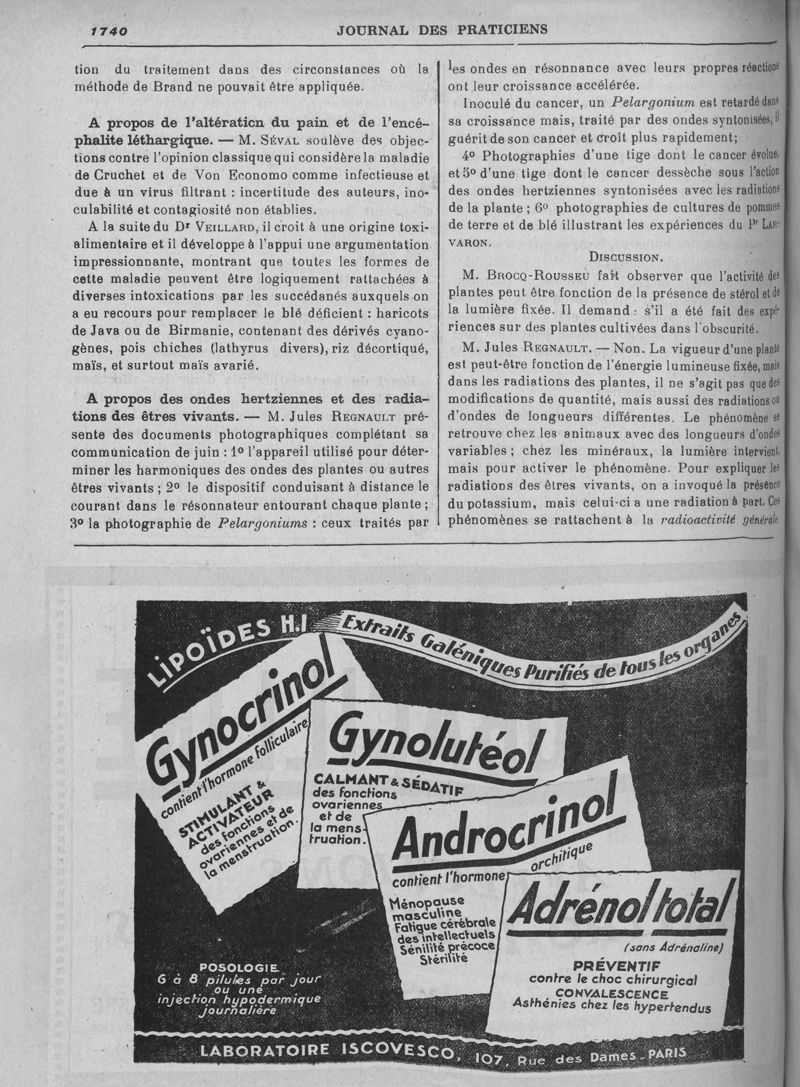 1740
JOURNAL DES PRATICIENS
tion du traitement dans des circonstances où la
méthode de Brand ne pouvait être appliquée.
A propos de l'altération du pain et de l'encé-
phalite léthargique. — M. SÉVAL soulève des objec-
tions contre l'opinion classique qui considère la maladie
de Cruchet et de Von Economo comme infectieuse et
due à un virus filtrant : incertitude des auteurs, ino-
culabilité et contagiosité non établies.
A la suite du Dr VEILLARD, il croit à une origine toxi-
alimentaire et il développe à l'appui une argumentation
impressionnante, montrant que toutes les formes de
cette maladie peuvent être logiquement rattachées à
diverses intoxications par les succédanés auxquels on
a eu recours pour remplacer le blé déficient : haricots
de Java ou de Birmanie, contenant des dérivés cyano-
gènes, pois chiches (lathyrus divers), riz décortiqué,
maïs, et surtout maïs avarié.
A propos des ondes hertziennes et des radia-
tions des êtres vivants. — M. Jules REGNAULT pré-
sente des documents photographiques complétant sa
communication de juin : 1º l'appareil utilisé pour déter-
miner les harmoniques des ondes des plantes ou autres
êtres vivants ; 2º le dispositif conduisant à distance le
courant dans le résonnateur entourant chaque plante ;
3º la photographie de Pelargoniums : ceux traités par
les ondes en résonnance avec leurs propres réactions
ont leur croissance accélérée.
Inoculé du cancer, un Pelargonium est retardé dans
sa croissance mais, traité par des ondes syntonisées, il
guérit de son cancer et croît plus rapidement;
4º Photographies d'une tige dont le cancer évolue,
et 5º d'une tige dont le cancer dessèche sous l'action
des ondes hertziennes syntonisées avec les radiations
de la plante ; 6º photographies de cultures de pommes
de terre et de blé illustrant les expériences du Pr LAR-
VARON.
DISCUSSION.
M. BROCQ-ROUSSEU fait observer que l'activité des
plantes peut être fonction de la présence de stérol et de
la lumière fixée. Il demande s'il a été fait des expé-
riences sur des plantes cultivées dans l'obscurité.
M. Jules REGNAULT. — Non. La vigueur d'une plante
est peut-être fonction de l'énergie lumineuse fixée, mais
dans les radiations des plantes, il ne s'agit pas que des
modifications de quantité, mais aussi des radiations ou
d'ondes de longueurs différentes. Le phénomène se
retrouve chez les animaux avec des longueurs d'ondes
variables ; chez les minéraux, la lumière intervient
mais pour activer le phénomène. Pour expliquer les
radiations des êtres vivants, on a invoqué la présence
du potassium, mais celui-ci a une radiation à part. Ces
phénomènes se rattachent à la radioactivité générale
LIPOÏDES H.I
Extraits Galéniques Purifiés de tous les organes
Gynocrinol
contient l'hormone folliculaire
STIMULANT &
ACTIVATEUR
des fonctions
ovariennes et de
la menstruation.
Gynolutéol
CALMANT & SÉDATIF
des fonctions
ovariennes
et de
la mens-
truation.
Androcrinol
contient l'hormone orchitique
Ménopause
masculine
Fatigue cérébrale
des intellectuels
Sénilité précoce
Stérilité
Adrénol total
(sans Adrénaline)
PRÉVENTIF
contre le choc chirurgical
CONVALESCENCE
Asthénies chez les hypertendus
POSOLOGIE
6 à 8 pilules par jour
ou une
injection hypodermique
journalière
LABORATOIRE ISCOVESCO, 107, Rue des Dames - PARIS